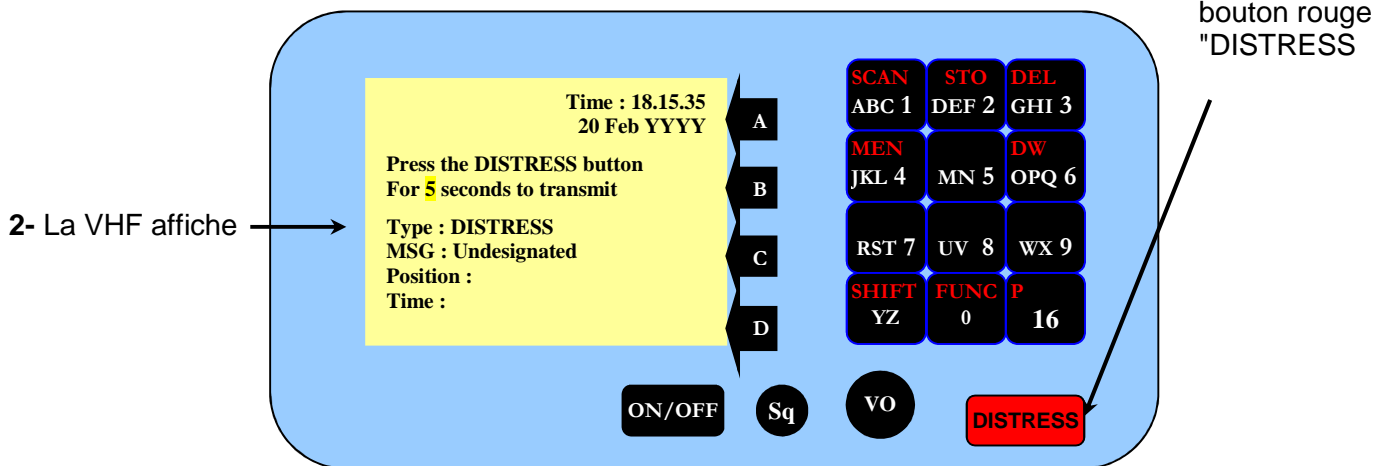 bouton rouge
"DISTRESS
2- La VHF affiche
Time : 18.15.35
20 Feb YYYY
Press the DISTRESS button
For 5 seconds to transmit
Type : DISTRESS
MSG : Undesignated
Position :
Time :
A
B
C
D
SCAN STO DEL
ABC 1 DEF 2 GHI 3
MEN DW
JKL 4 MN 5 OPQ 6
RST 7 UV 8 WX 9
SHIFT FUNC P
YZ 0 16
ON/OFF Sq VO DISTRESS